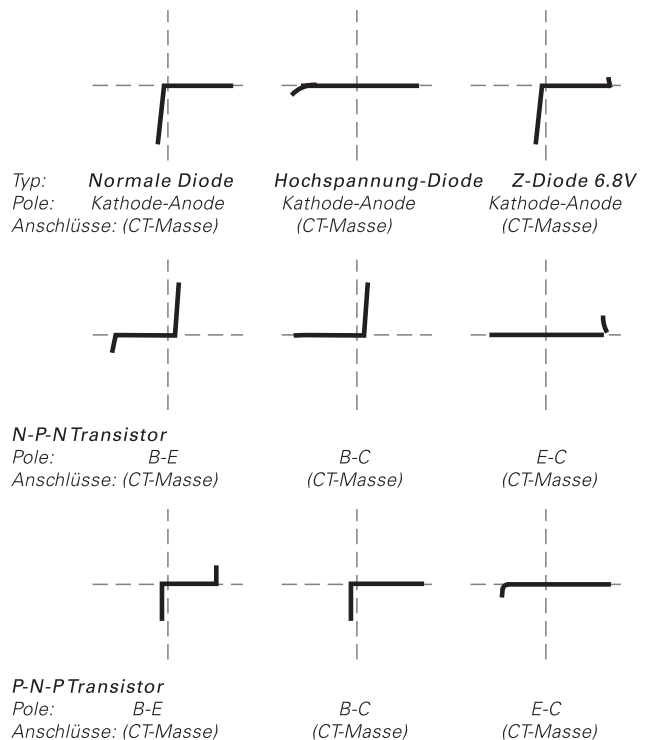 Typ: Normale Diode Hochspannung-Diode Z-Diode 6.8V
Pole: Kathode-Anode Kathode-Anode Kathode-Anode
Anschlüsse: (CT-Masse) (CT-Masse) (CT-Masse)
N-P-N Transistor
Pole: B-E B-C E-C
Anschlüsse: (CT-Masse) (CT-Masse) (CT-Masse)
P-N-P Transistor
Pole: B-E B-C E-C
Anschlüsse: (CT-Masse) (CT-Masse) (CT-Masse)